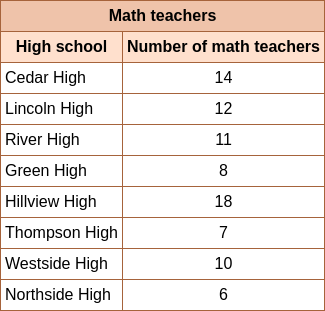 Math teachers
High school Number of math teachers
Cedar High 14
Lincoln High 12
River High 11
Green High 8
Hillview High 18
Thompson High 7
Westside High 10
Northside High 6